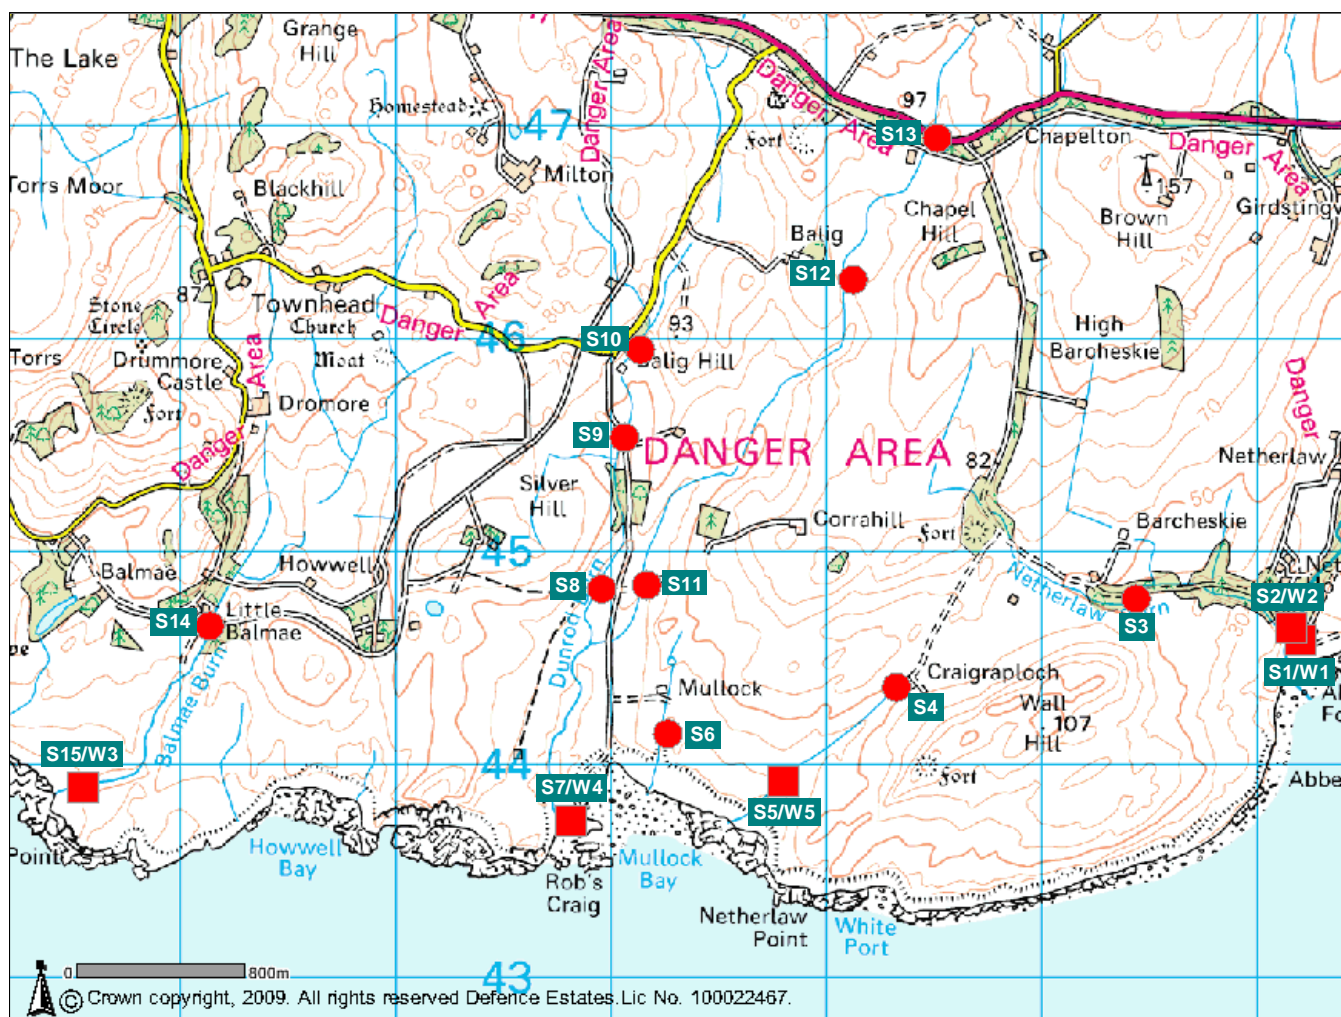 Grange
Hill
The Lake
Danger Area
Homestead
47
Danger
Area
97
S13
Chapelton
Fort
Danger
Area
Milton
Torrs Moor
Blackhill
157
Brown
Hill
Chapel
Hill
Balig
S12
87
Stone
Circle
Townhead
Church
Moat
Danger
Area
46
S10
93
Balig Hill
High
Barcheskie
Torrs
Drummore
Castle
Fort
Area
Dromore
Danger
S9
DANGER AREA
82
70
Danger
Netherlaw
Silver
Hill
50
Corrahill
Fort
Barcheskie
45
Balmae
Howwell
S8
S11
Netherlaw Burn
S3
S2/W2
S1/W1
S14
Little
Balmae
30
Dunrod Burn
Balmae Burn
Mullock
Craigraploch
S4
Wall
Hill
107
S6
Fort
S15/W3
44
S7/W4
S5/W5
Howwell
Bay
Mullock
Bay
Rob's
Craig
Netherlaw
Point
White
Port
Point
43
0
800m
© Crown copyright, 2009. All rights reserved Defence Estates.Lic No. 100022467.